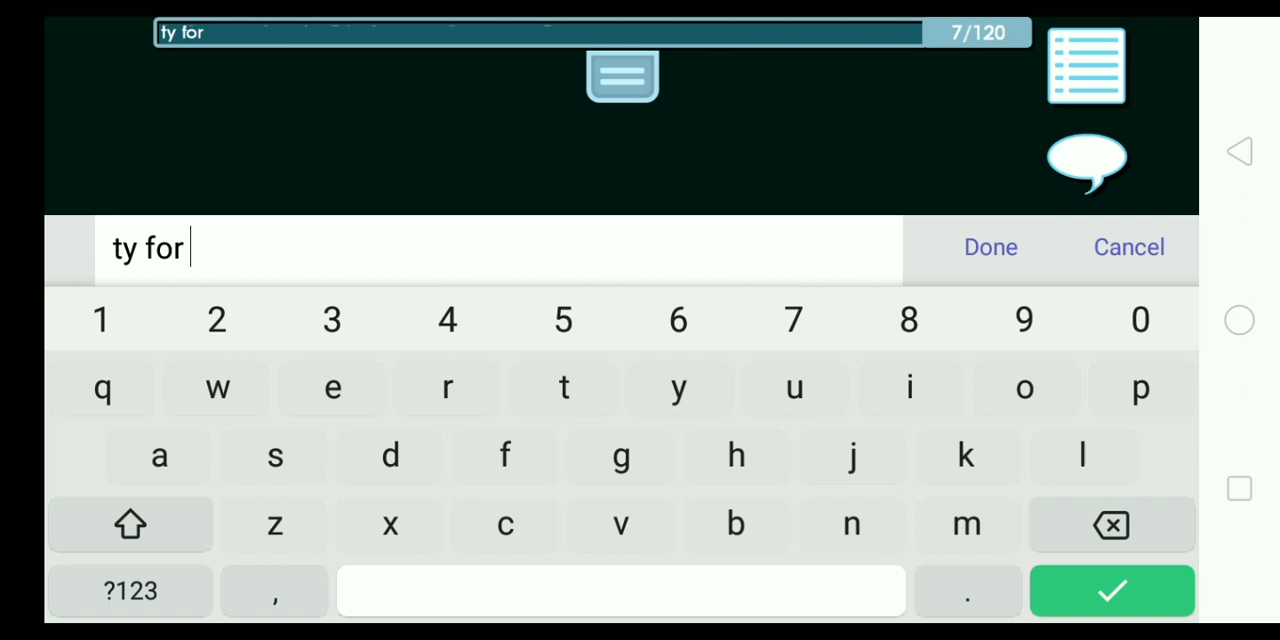 ty for
7/120
ty for
Done
Cancel
1 2 3 4 5 6 7 8 9 0
q w e r t y u i o p
a s d f g h j k l
z x c v b n m
?123 , .